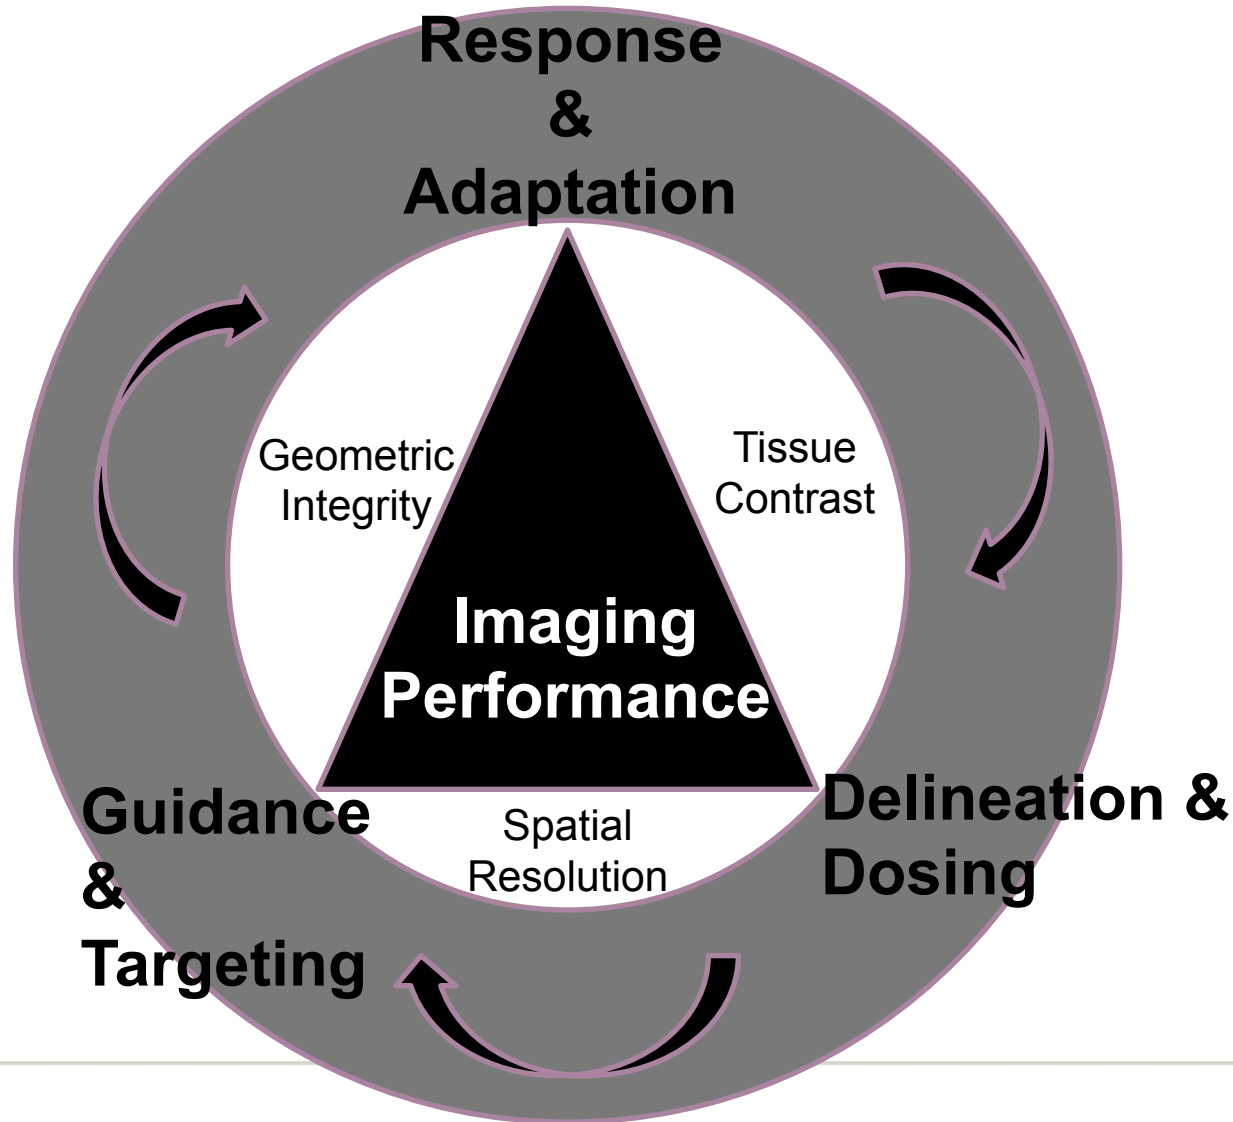 Response
&
Adaptation
Geometric
Integrity
Tissue
Contrast
Imaging
Performance
Spatial
Resolution
Guidance
&
Targeting
Delineation &
Dosing